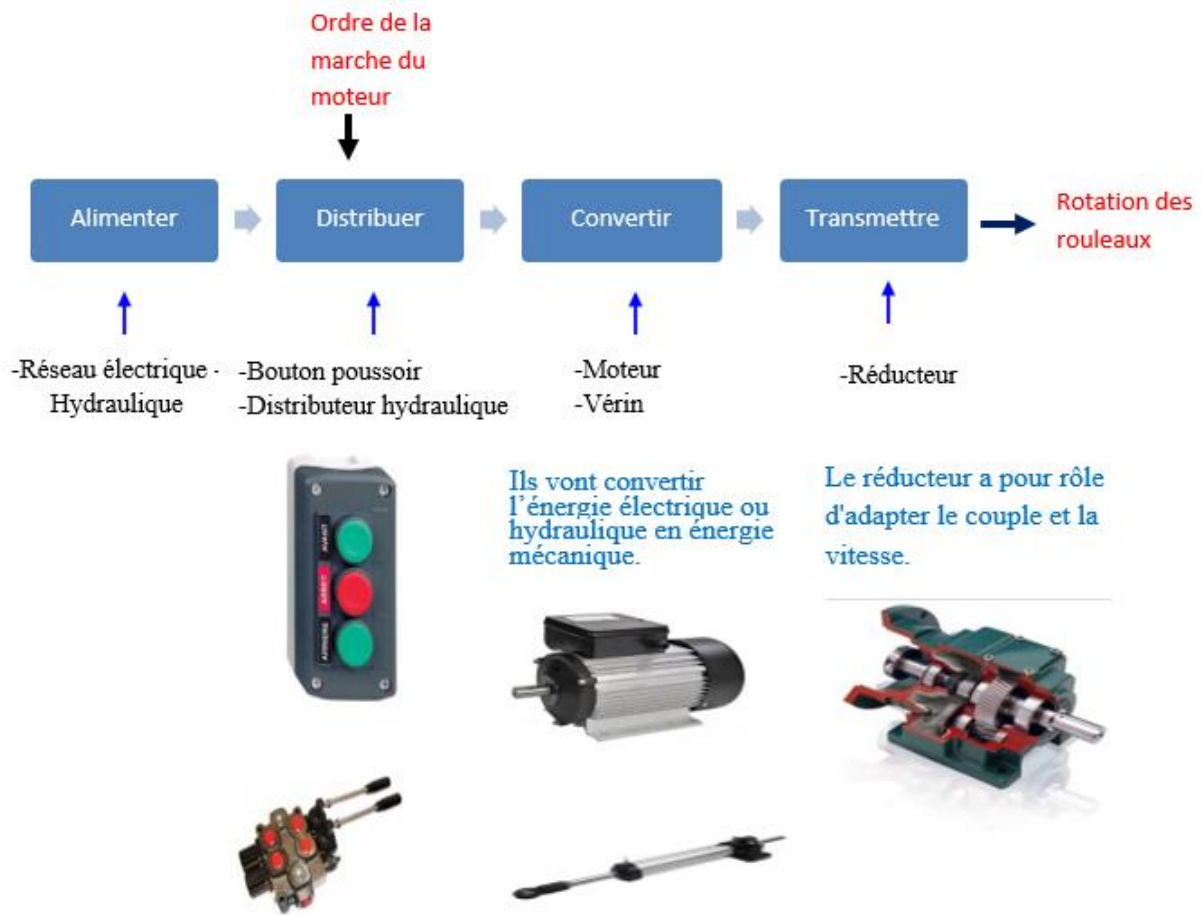 Ordre de la
marche du
moteur
Alimenter
Distribuer
Convertir
Transmettre
Rotation des
rouleaux
-Réseau électrique -
Hydraulique
-Bouton poussoir
-Distributeur hydraulique
-Moteur
-Vérin
-Réducteur
Ils vont convertir
l’énergie électrique ou
hydraulique en énergie
mécanique.
Le réducteur a pour rôle
d'adapter le couple et la
vitesse.
AVANT
ARRET
ARRIERE